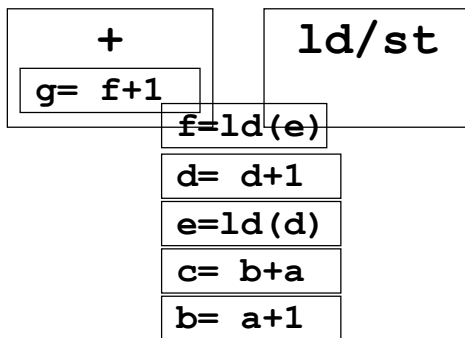 +
ld/st
g= f+1
f=ld(e)
d= d+1
e=ld(d)
c= b+a
b= a+1